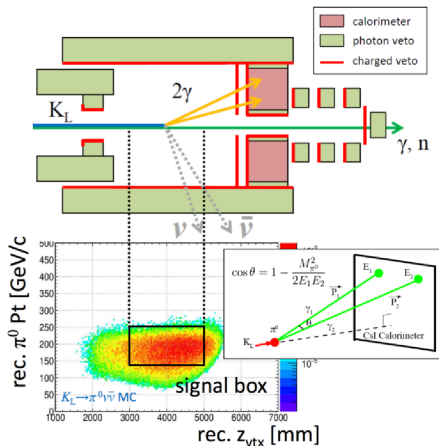 calorimeter
photon veto
charged veto
K_L
2γ
γ, n
ν ν̄
rec. π⁰ Pt [GeV/c]
500
450
400
350
300
250
200
150
100
50
0
K_L→π⁰νν̄ MC
signal box
1000 2000 3000 4000 5000 6000 7000
rec. z_vtx [mm]
cos θ = 1 − M²_π⁰ / 2E₁E₂
E₁
E₂
P₁
P₂
γ₁
θ
γ₂
π⁰
K_L
CsI Calorimeter